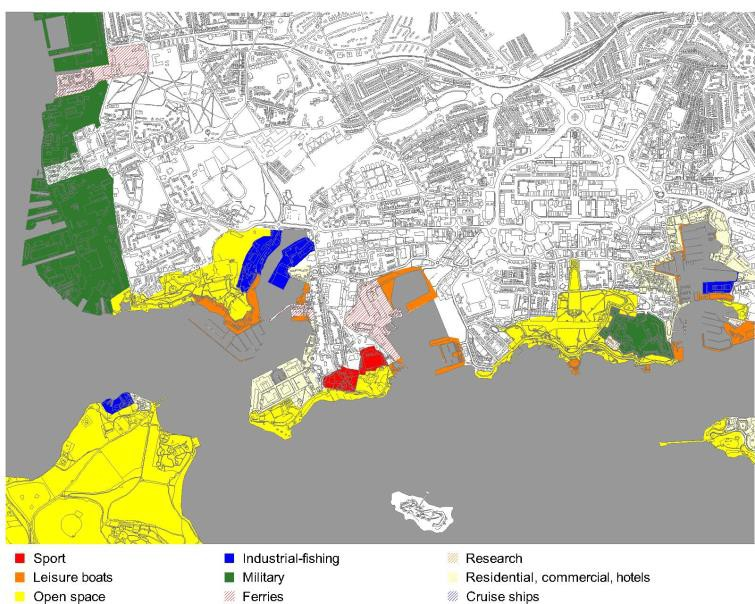 Sport
Leisure boats
Open space
Industrial-fishing
Military
Ferries
Research
Residential, commercial, hotels
Cruise ships